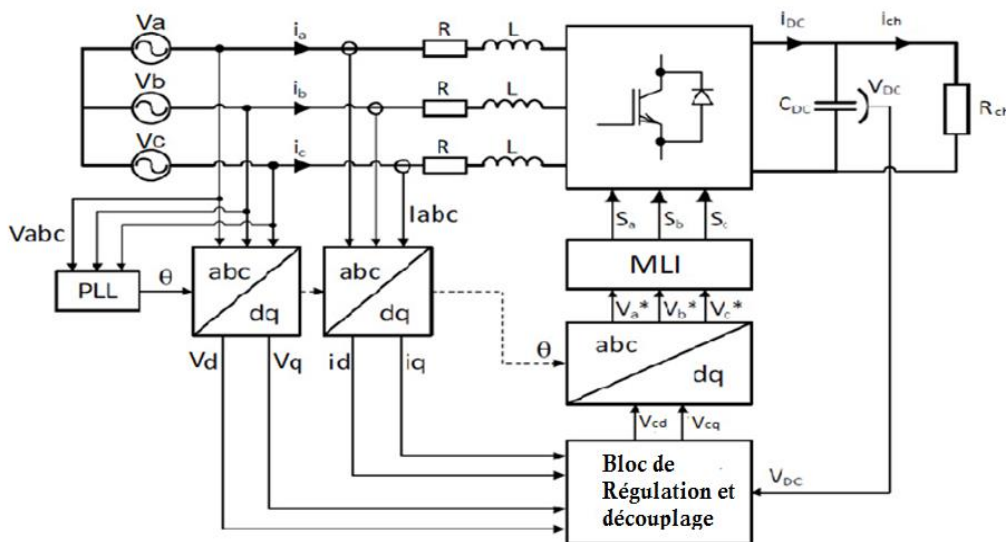 Va
ia
R
L
iDC
ich
Vb
ib
R
L
CDC
VDC
Rch
Vc
ic
R
L
Iabc
Vabc
Sa
Sb
Sc
PLL
θ
abc
dq
abc
dq
MLI
Va*
Vb*
Vc*
Vd
Vq
id
iq
θ
abc
dq
Vcd
Vcq
Bloc de
Régulation et
découplage
VDC